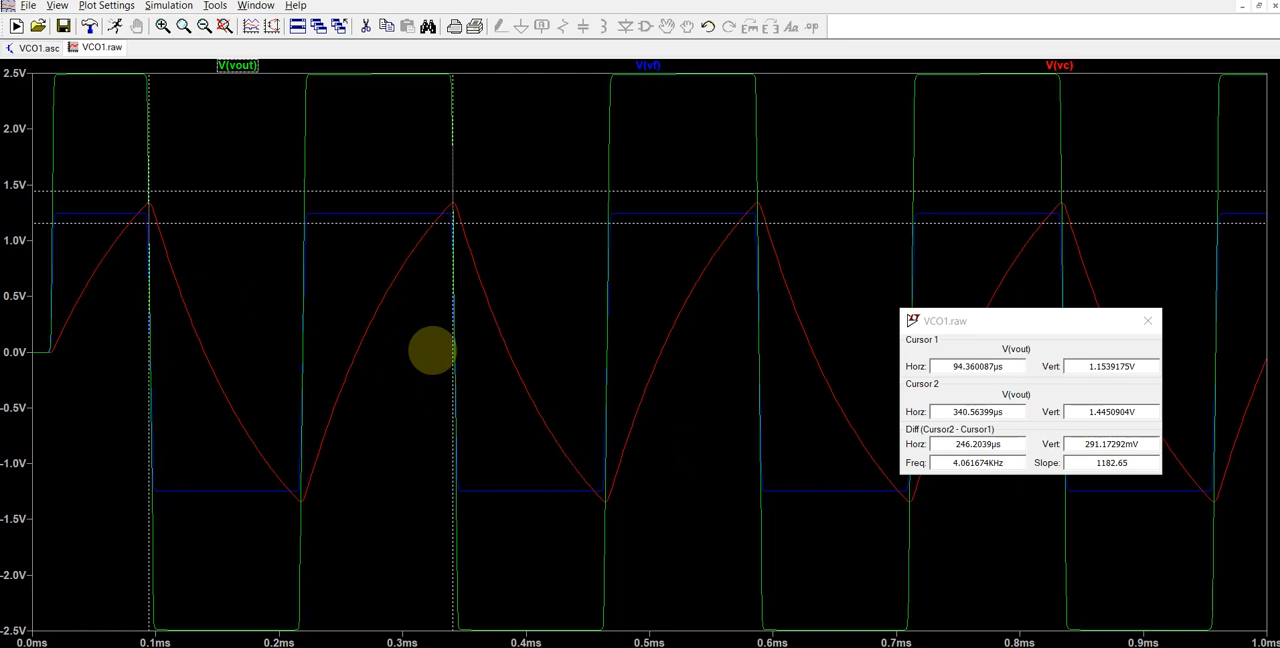 File View Plot Settings Simulation Tools Window Help
VCO1.asc VCO1.raw
V(vout) V(vf) V(vc)
2.5V
2.0V
1.5V
1.0V
0.5V
0.0V
-0.5V
-1.0V
-1.5V
-2.0V
-2.5V
0.0ms 0.1ms 0.2ms 0.3ms 0.4ms 0.5ms 0.6ms 0.7ms 0.8ms 0.9ms 1.0ms
VCO1.raw
Cursor 1
V(vout)
Horz: 94.360087µs Vert: 1.1539175V
Cursor 2
V(vout)
Horz: 340.56399µs Vert: 1.4450904V
Diff (Cursor2 - Cursor1)
Horz: 246.2039µs Vert: 291.17292mV
Freq: 4.061674KHz Slope: 1182.65